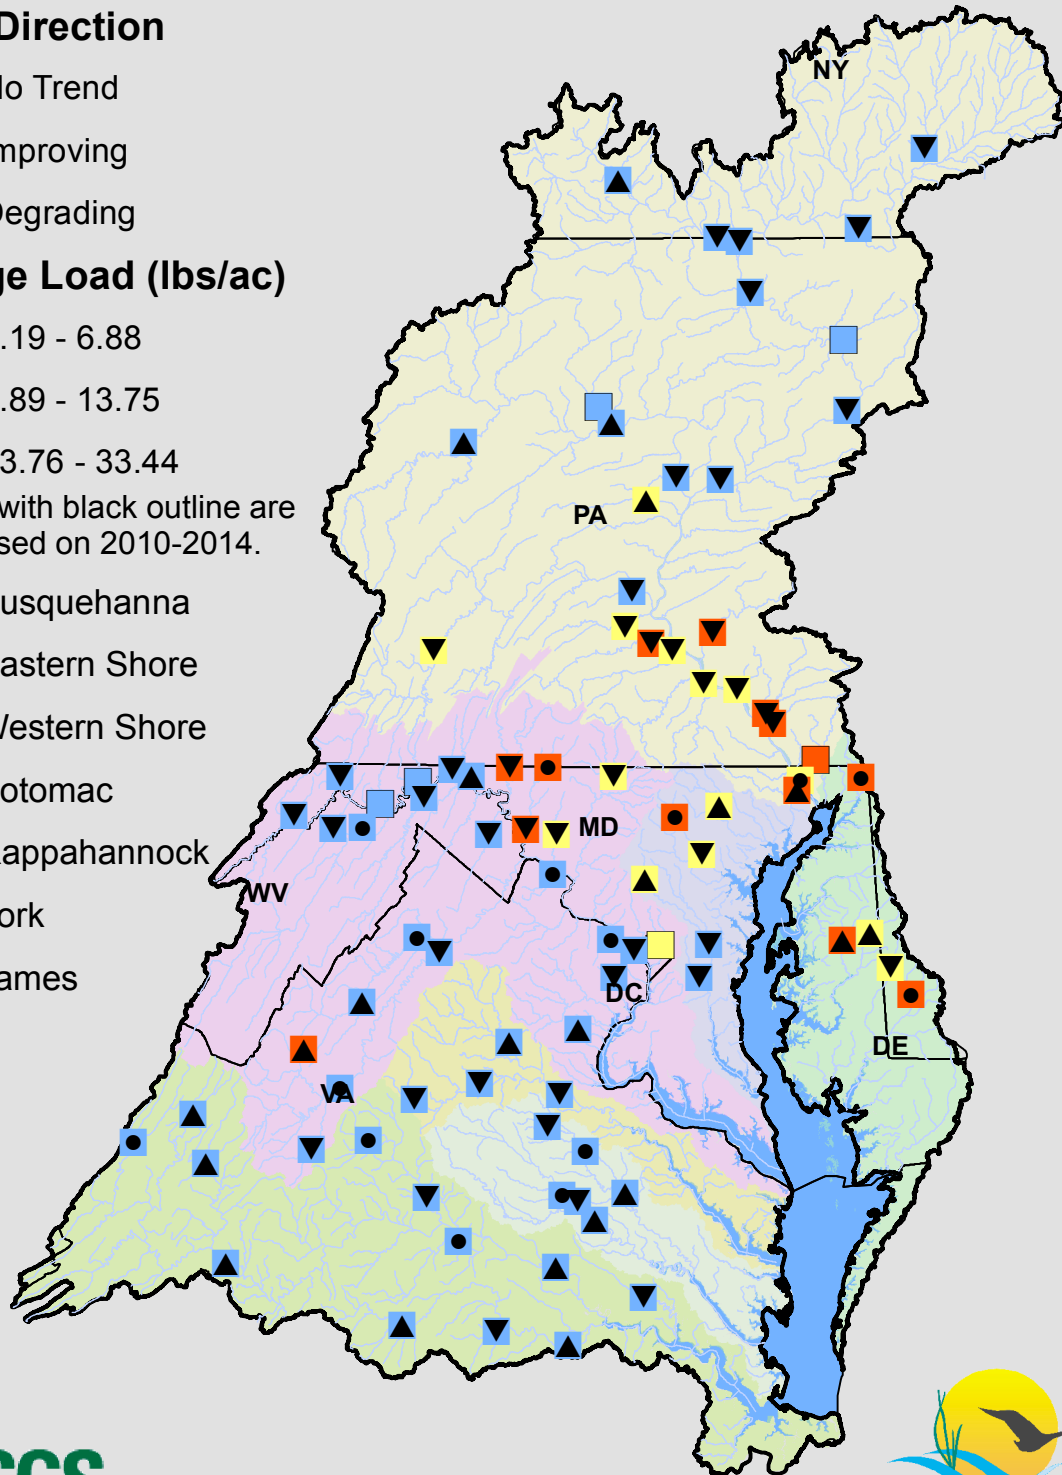 Direction
No Trend
mproving
Degrading
ge Load (lbs/ac)
.19 - 6.88
.89 - 13.75
3.76 - 33.44
with black outline are
sed on 2010-2014.
usquehanna
astern Shore
Western Shore
otomac
appahannock
ork
ames
NY
PA
MD
WV
DC
DE
VA